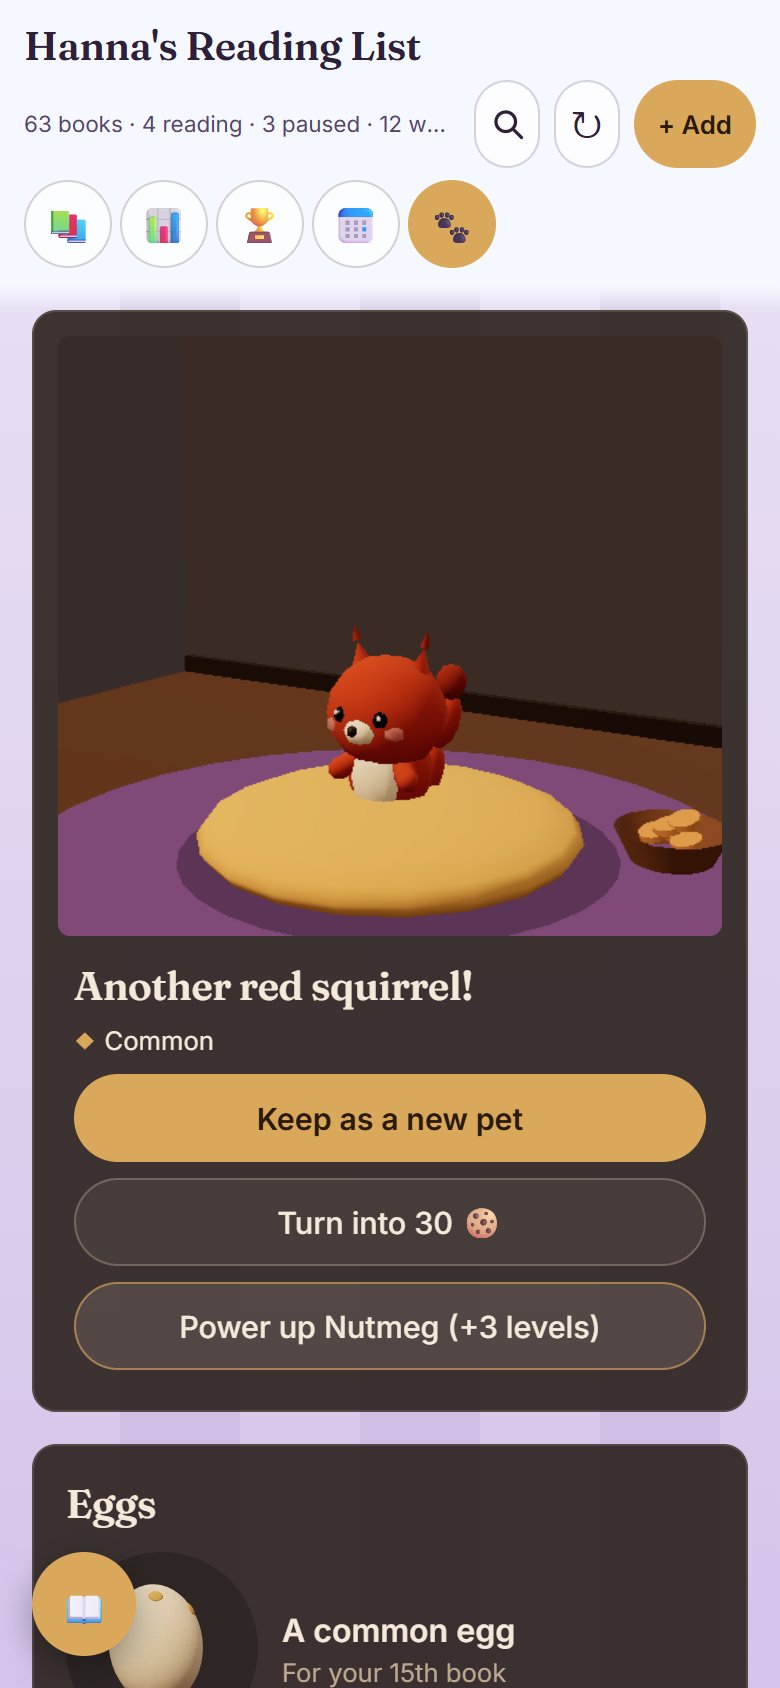 Hanna's Reading List
63 books · 4 reading · 3 paused · 12 w...
+ Add
Another red squirrel!
Common
Keep as a new pet
Turn into 30
Power up Nutmeg (+3 levels)
Eggs
A common egg
For your 15th book